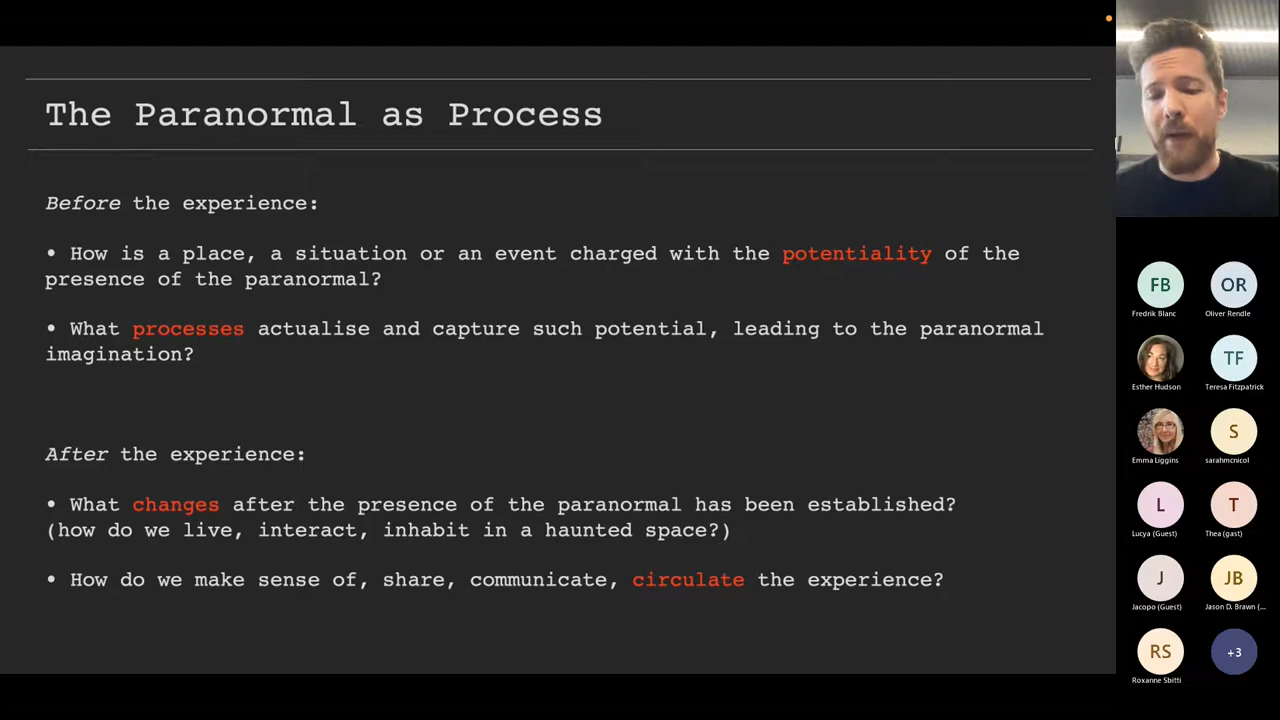 The Paranormal as Process
Before the experience:
• How is a place, a situation or an event charged with the potentiality of the
presence of the paranormal?
• What processes actualise and capture such potential, leading to the paranormal
imagination?
After the experience:
• What changes after the presence of the paranormal has been established?
(how do we live, interact, inhabit in a haunted space?)
• How do we make sense of, share, communicate, circulate the experience?
FB
OR
Fredrik Blanc
Oliver Rendle
TF
Esther Hudson
Teresa Fitzpatrick
S
Emma Liggins
sarahmcnicol
L
T
Lucya (Guest)
Thea (gast)
J
JB
Jacopo (Guest)
Jason D. Brawn (...
RS
+3
Roxanne Sbitti